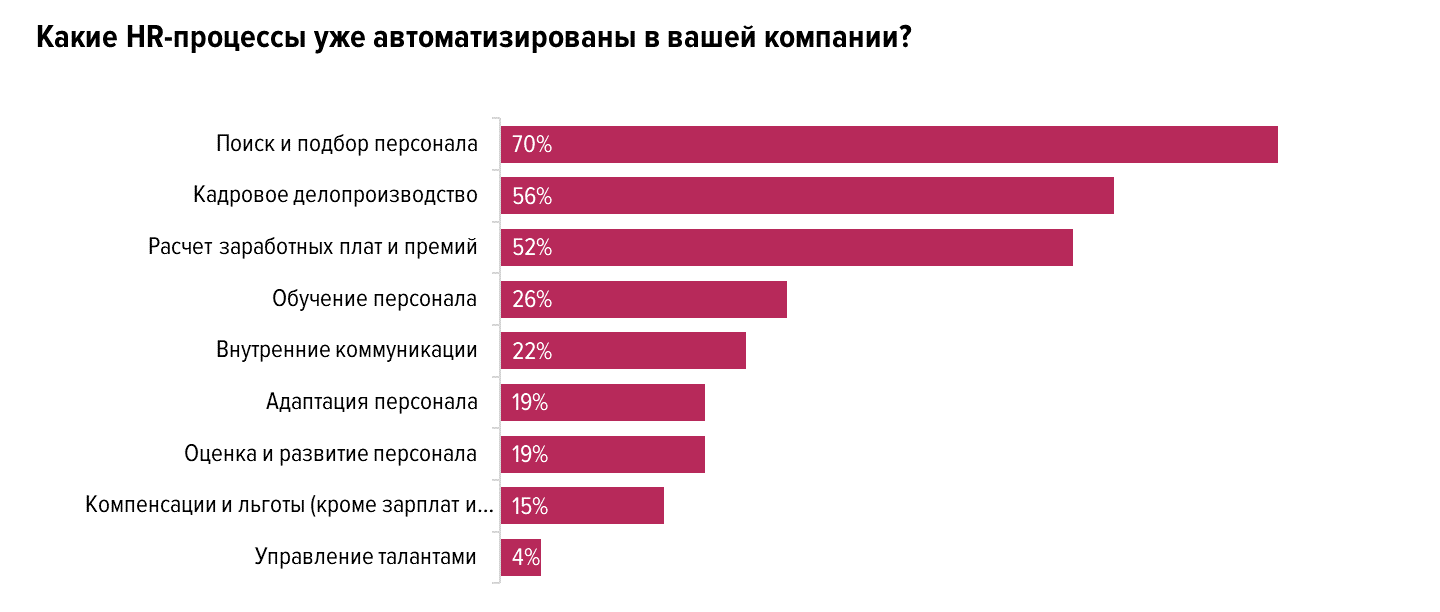 Какие HR-процессы уже автоматизированы в вашей компании?
Поиск и подбор персонала 70%
Кадровое делопроизводство 56%
Расчет заработных плат и премий 52%
Обучение персонала 26%
Внутренние коммуникации 22%
Адаптация персонала 19%
Оценка и развитие персонала 19%
Компенсации и льготы (кроме зарплат и... 15%
Управление талантами 4%